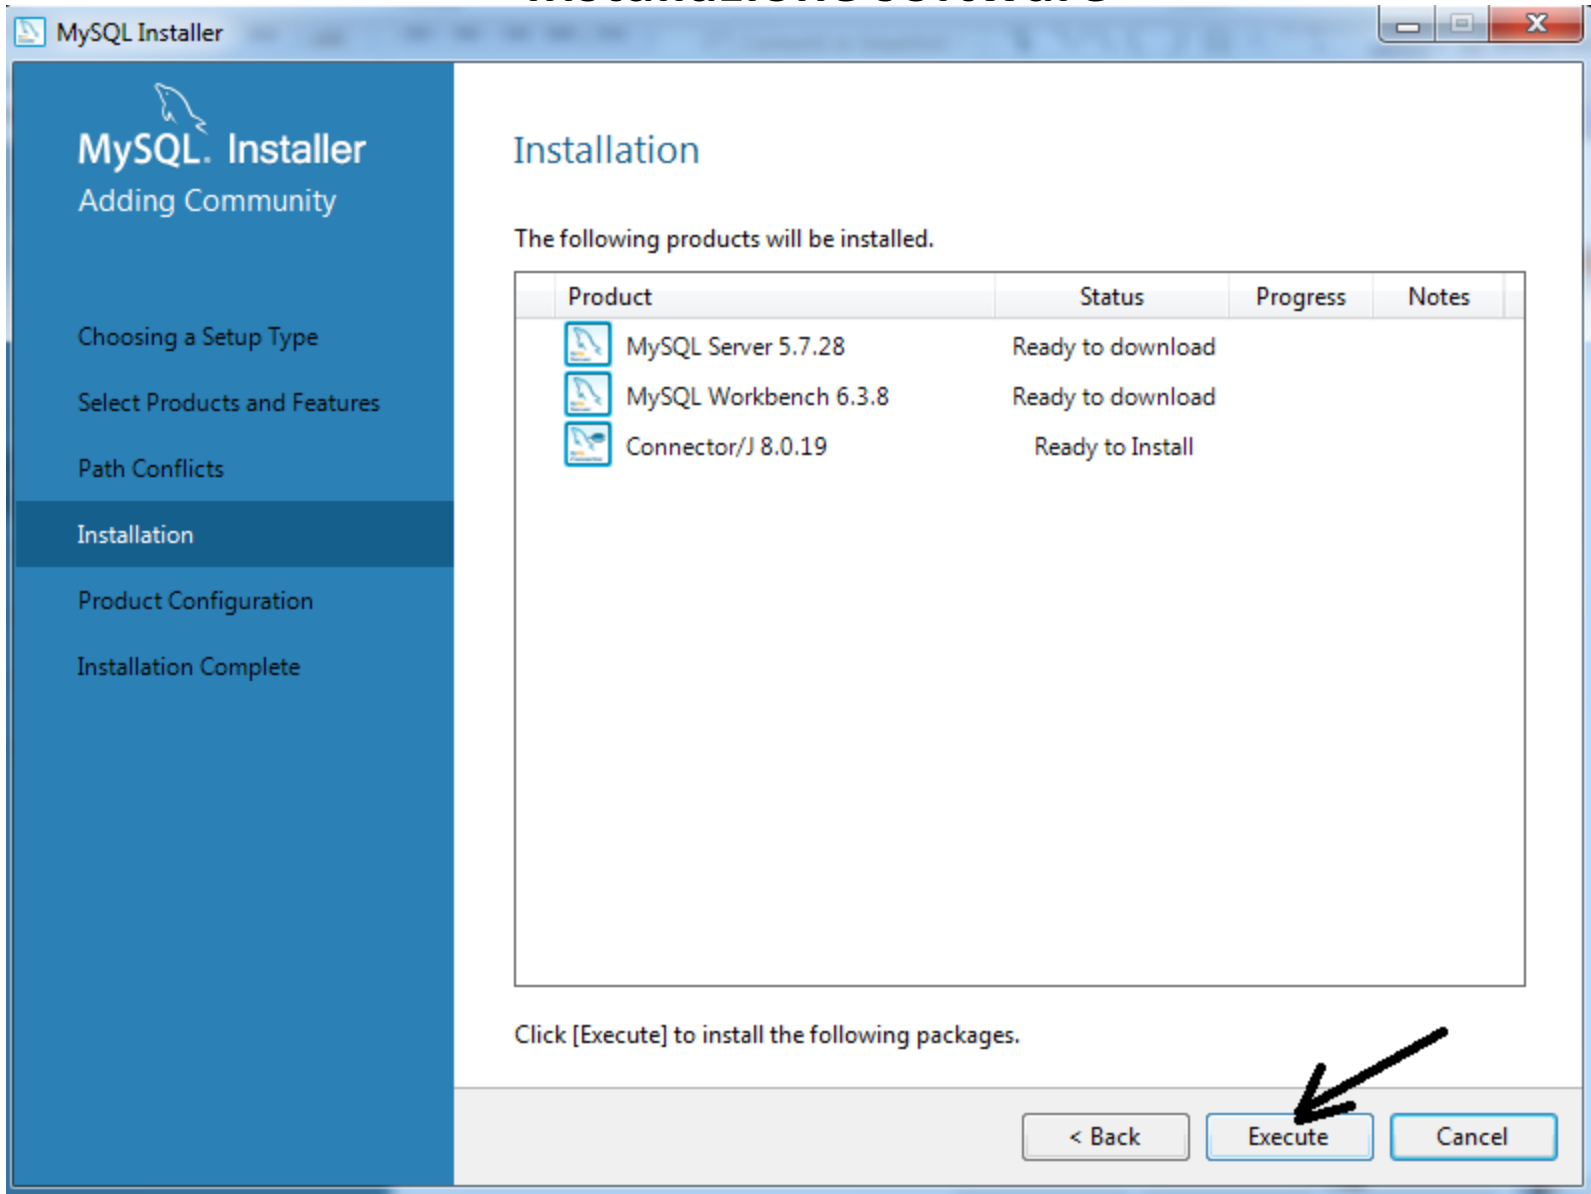 MySQL Installer
MySQL. Installer
Adding Community
Choosing a Setup Type
Select Products and Features
Path Conflicts
Installation
Product Configuration
Installation Complete
Installation
The following products will be installed.
Product Status Progress Notes
MySQL Server 5.7.28 Ready to download
MySQL Workbench 6.3.8 Ready to download
Connector/J 8.0.19 Ready to Install
Click [Execute] to install the following packages.
< Back Execute Cancel